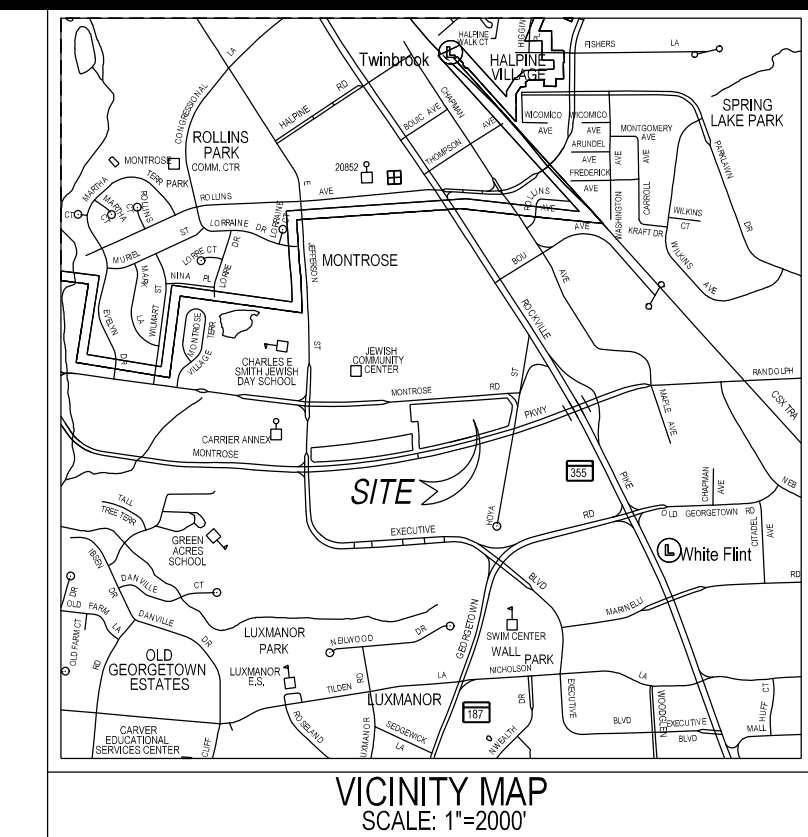 HALPINE
WALK CT
HIGGIN
Twinbrook
L
HALPINE
VILLAGE
FISHERS LA
LA
CONGRESSIONAL
HALPINE RD
BOUIC AVE
CHAPMAN
AVE
THOMPSON
WICOMICO
AVE
WICOMICO
AVE
ARUNDEL
AVE
FREDERICK
AVE
MONTGOMERY
AVE
SPRING
LAKE PARK
PARKLAWN
DR
ROLLINS
PARK
COMM. CTR
MONTROSE
PARK
TERR
MARTHA
CT
MARTHA
CT
ROLLINS
CT
20852
E
ROLLINS AVE
ROLLINS
AVE
AVE
WASHINGTON
AVE
CARROLL
AVE
WILKINS
CT
KRAFT DR
WILKINS
AVE
LORRAINE DR
LORRAINE
CT
MUREL ST
LORRE CT
LORRE
DR
NINA PL
MARK
LA
WILMART
ST
EVELYN
DR
JEFFERSON
ST
MONTROSE
BOU
AVE
ROCKVILLE
PIKE
MONTROSE
VILLAGE
TERR
CHARLES E
SMITH JEWISH
DAY SCHOOL
JEWISH
COMMUNITY
CENTER
MONTROSE RD
ST
RANDOLPH
CSX TRA
MAPLE
AVE
CARRIER ANNEX
MONTROSE
PKWY
SITE
355
HOYA
EXECUTIVE
BLVD
RD
OLD GEORGETOWN RD
CHAPMAN
AVE
CITADEL
AVE
NEB
L
White Flint
RD
MARINELLI
TALL
TREE TERR
GREEN
ACRES
SCHOOL
IBSEN
DR
DANVILLE CT
DR
OLD FARM
LA
OLD FARM CT
RD
DANVILLE
DR
OLD
GEORGETOWN
ESTATES
LUXMANOR
PARK
NEILWOOD DR
GEORGETOWN
SWIM CENTER
WALL PARK
NICHOLSON LA
LUXMANOR
E.S.
TILDEN
RD
LA
LUXMANOR
LUXMANOR
ROSELAND
SEDGEWICK
LA
187
DR
NWEALTH
EXECUTIVE
BLVD
WOODGLEN
EXECUTIVE
BLVD
HUFF CT
MALL
CARVER
EDUCATIONAL
SERVICES CENTER
CLIFF
VICINITY MAP
SCALE: 1"=2000'